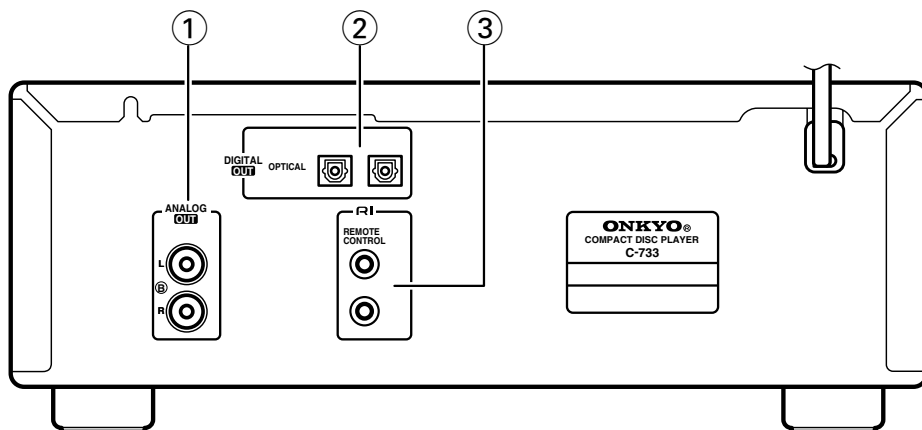 ① ② ③
DIGITAL
OUT
OPTICAL
ANALOG
OUT
L
Ⓑ
R
RI
REMOTE
CONTROL
ONKYO®
COMPACT DISC PLAYER
C-733